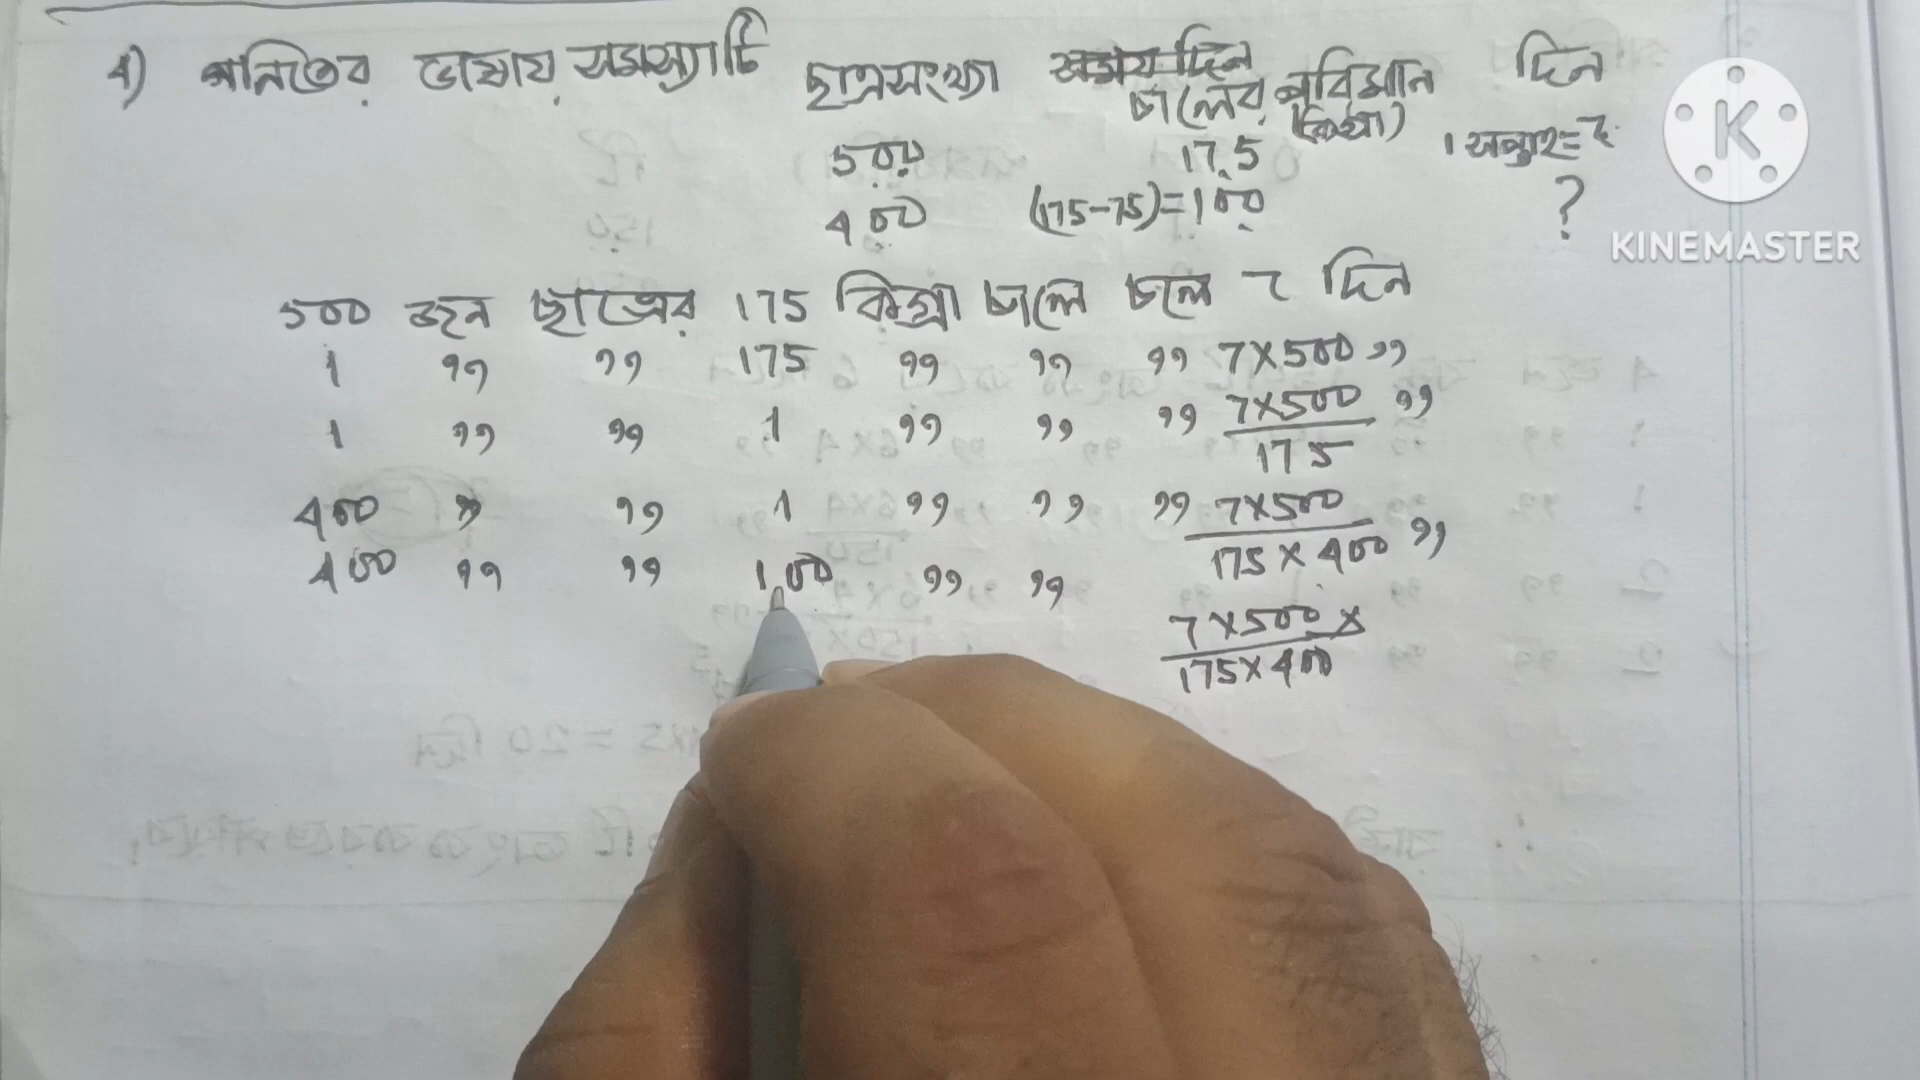 4) গনিতের ভাষায় সমস্যাটি ছাত্রসংখ্যা সময় দিন চালের পরিমান (কিগ্রা) দিন
500 175 1 সপ্তাহ=7
400 (175-75)=100 ?
500 জন ছাত্রের 175 কিগ্রা চালে চলে 7 দিন
1 ,, ,, 175 ,, ,, ,, 7×500 ,,
1 ,, ,, 1 ,, ,, ,, 7×500 ,,
175
400 ,, ,, 1 ,, ,, ,, 7×500
175×400 ,,
400 ,, ,, 100 ,, ,,
7×500×
175×400
K
KINEMASTER